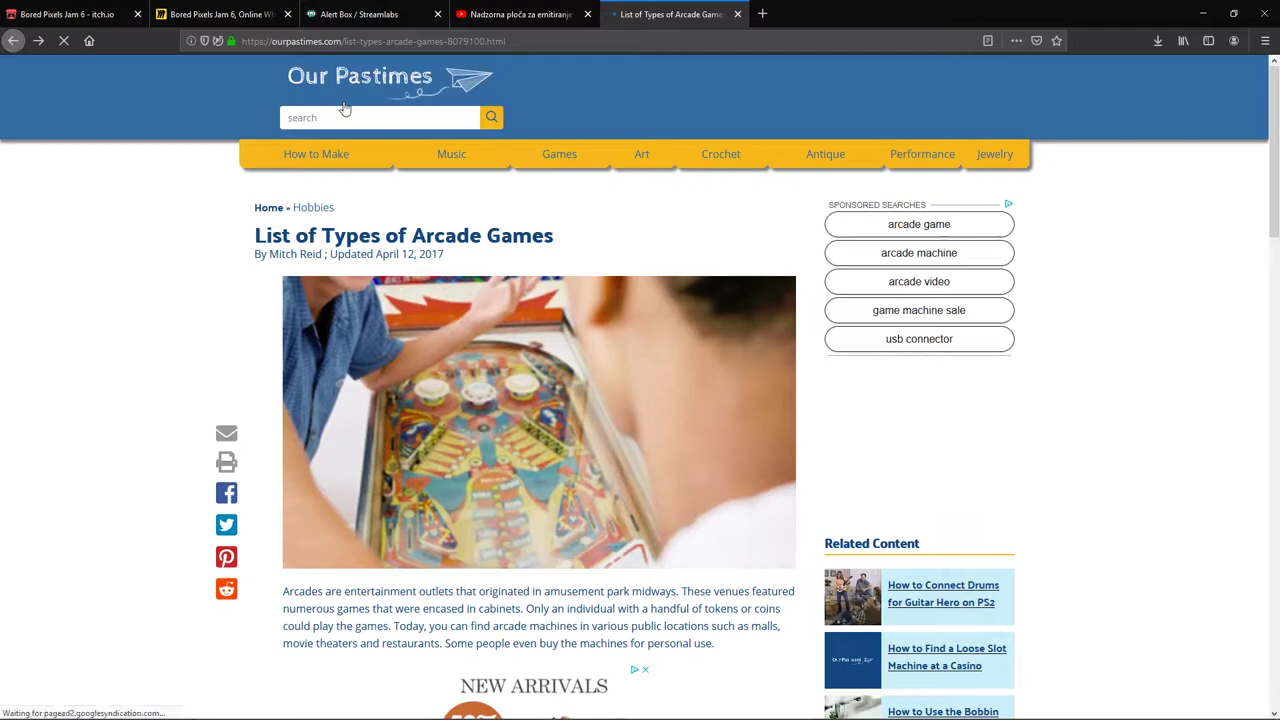 Bored Pixels Jam 6 - itch.io
Bored Pixels Jam 6, Online Wh
Alert Box / Streamlabs
Nadzorna ploča za emitiranje
List of Types of Arcade Game
https://ourpastimes.com/list-types-arcade-games-8079100.html
Our Pastimes
search
How to Make
Music
Games
Art
Crochet
Antique
Performance
Jewelry
Home » Hobbies
List of Types of Arcade Games
By Mitch Reid ; Updated April 12, 2017
Arcades are entertainment outlets that originated in amusement park midways. These venues featured
numerous games that were encased in cabinets. Only an individual with a handful of tokens or coins
could play the games. Today, you can find arcade machines in various public locations such as malls,
movie theaters and restaurants. Some people even buy the machines for personal use.
NEW ARRIVALS
SPONSORED SEARCHES
arcade game
arcade machine
arcade video
game machine sale
usb connector
Related Content
How to Connect Drums
for Guitar Hero on PS2
How to Find a Loose Slot
Machine at a Casino
How to Use the Bobbin
Waiting for pagead2.googlesyndication.com...